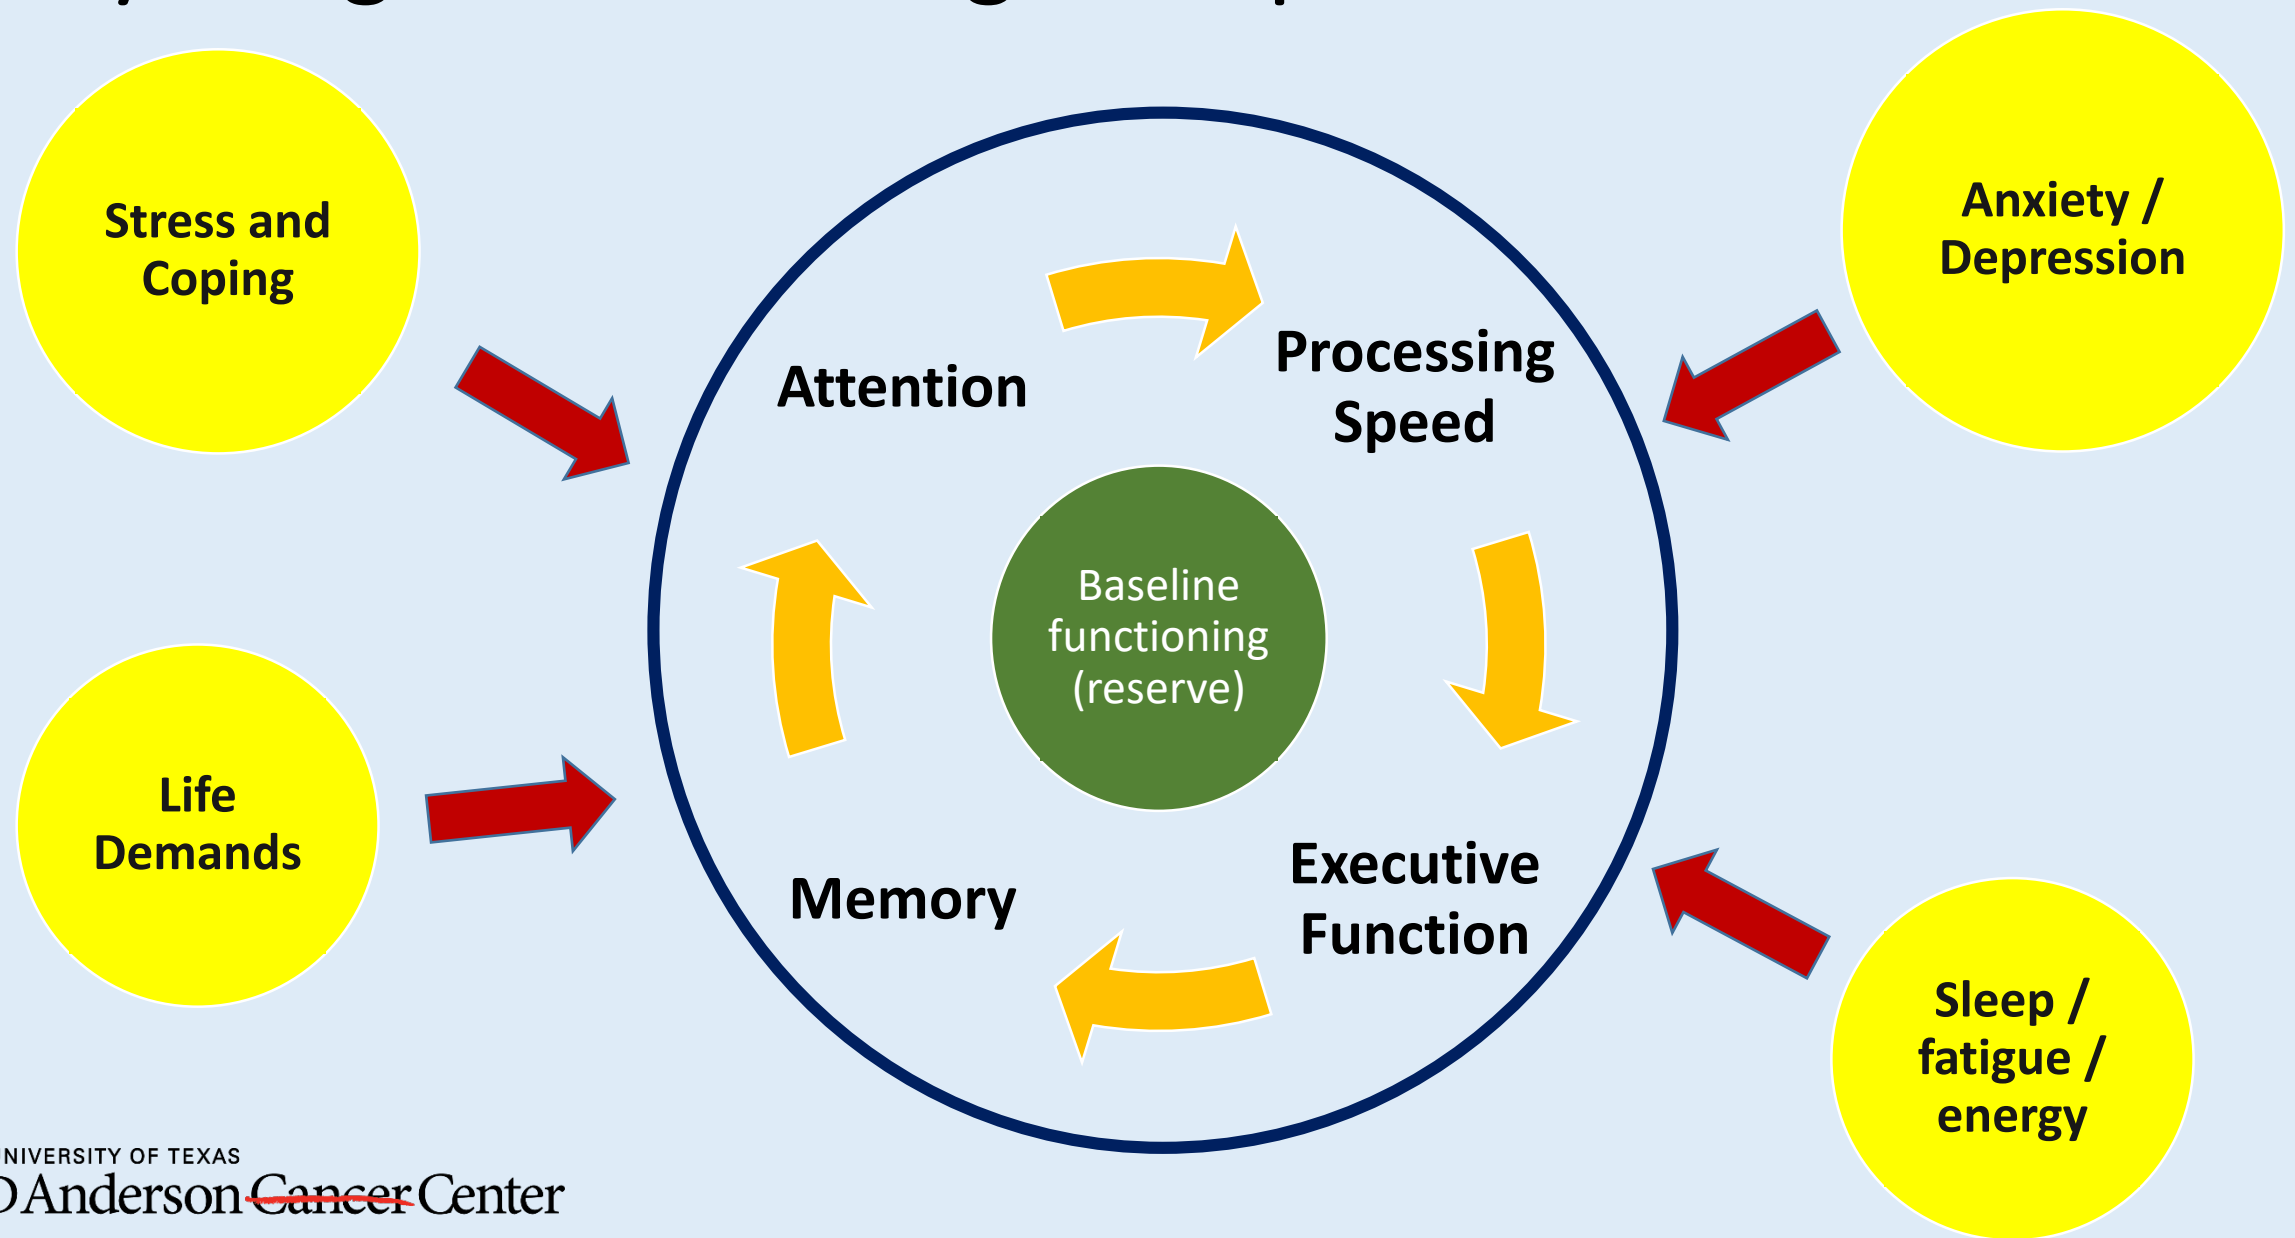 Stress and
Coping
Anxiety /
Depression
Attention
Processing
Speed
Baseline
functioning
(reserve)
Life
Demands
Memory
Executive
Function
Sleep /
fatigue /
energy
UNIVERSITY OF TEXAS
Anderson Cancer Center